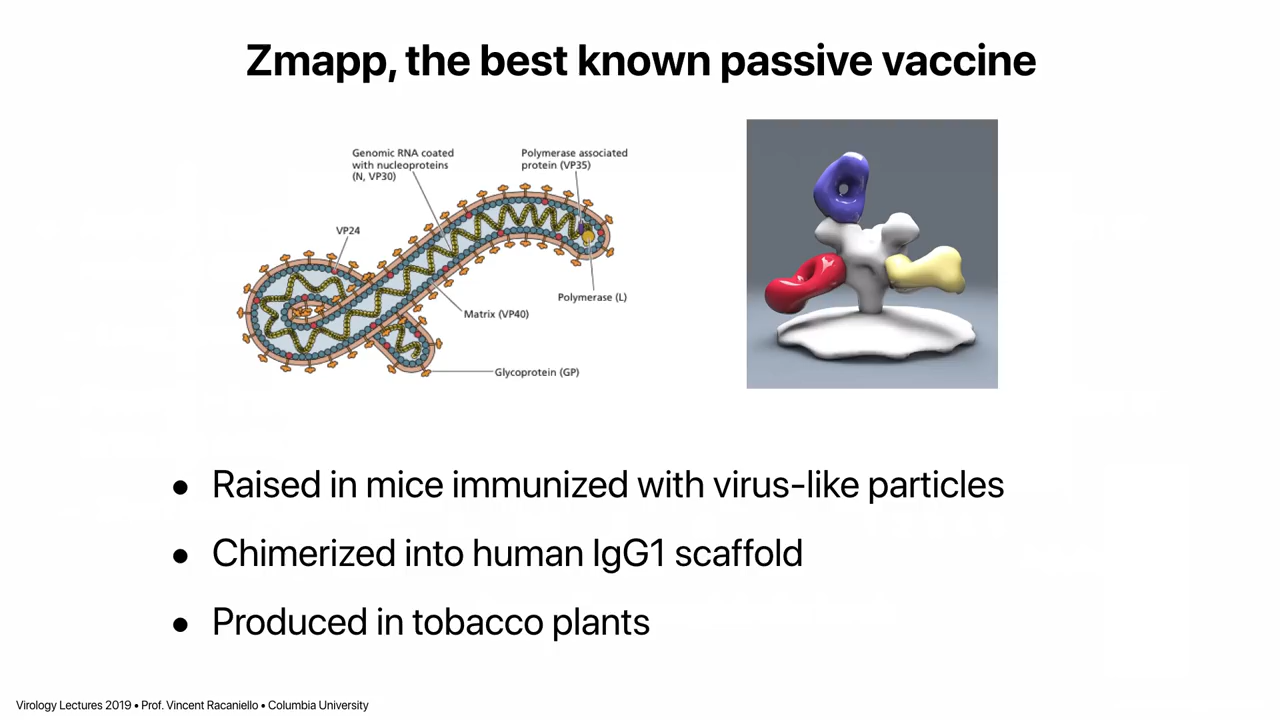 Zmapp, the best known passive vaccine
Genomic RNA coated
with nucleoproteins
(N, VP30)
Polymerase associated
protein (VP35)
VP24
Polymerase (L)
Matrix (VP40)
Glycoprotein (GP)
• Raised in mice immunized with virus-like particles
• Chimerized into human IgG1 scaffold
• Produced in tobacco plants
Virology Lectures 2019 • Prof. Vincent Racaniello • Columbia University